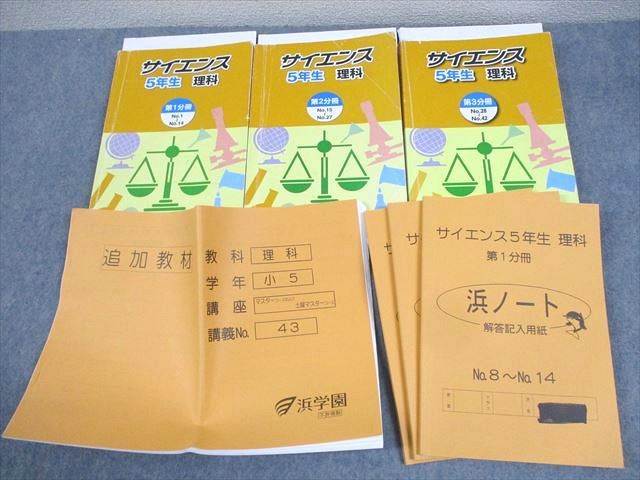 サイエンス
5年生 理科
第1分冊
No.1
No.14
サイエンス
5年生 理科
第2分冊
No.15
No.27
サイエンス
5年生 理科
第3分冊
No.28
No.42
追加教材
教科 理科
学年 小5
講座
講義No. 43
浜学園
サ
サイ
サイエンス5年生 理科
第1分冊
浜ノート
解答記入用紙
No.8～No.14